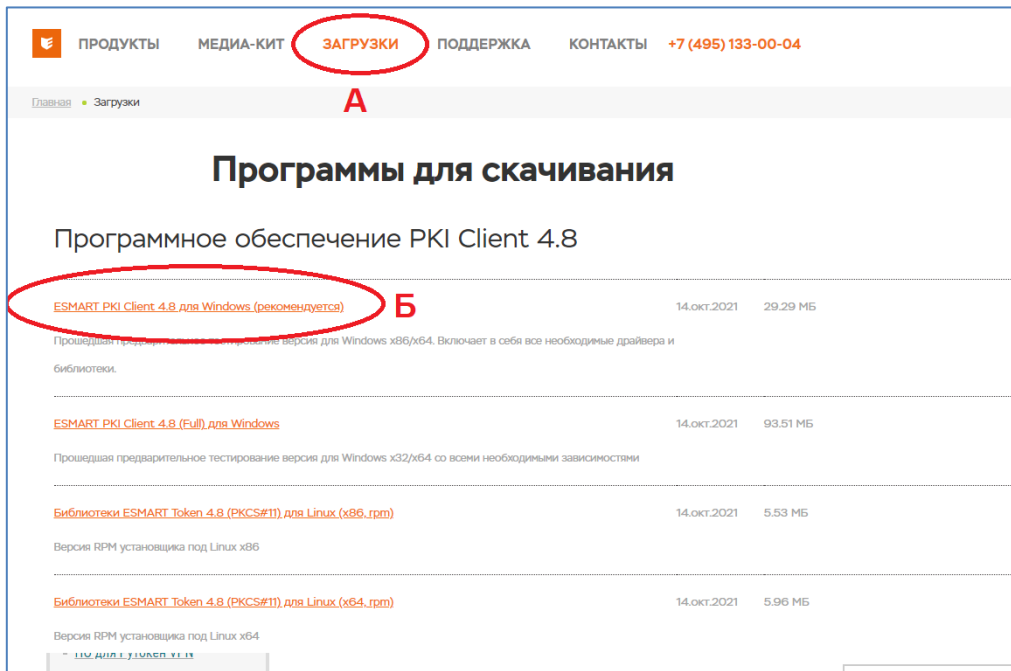 ПРОДУКТЫ МЕДИА-КИТ ЗАГРУЗКИ ПОДДЕРЖКА КОНТАКТЫ +7 (495) 133-00-04
А
Главная • Загрузки
Программы для скачивания
Программное обеспечение PKI Client 4.8
ESMART PKI Client 4.8 для Windows (рекомендуется) Б 14.окт.2021 29.29 МБ
Прошедшая предварительное тестирование версия для Windows x86/x64. Включает в себя все необходимые драйвера и
библиотеки.
ESMART PKI Client 4.8 (Full) для Windows 14.окт.2021 93.51 МБ
Прошедшая предварительное тестирование версия для Windows x32/x64 со всеми необходимыми зависимостями
Библиотеки ESMART Token 4.8 (PKCS#11) для Linux (x86, rpm) 14.окт.2021 5.53 МБ
Версия RPM установщика под Linux x86
Библиотеки ESMART Token 4.8 (PKCS#11) для Linux (x64, rpm) 14.окт.2021 5.96 МБ
Версия RPM установщика под Linux x64
ПО для Рутокен VPN